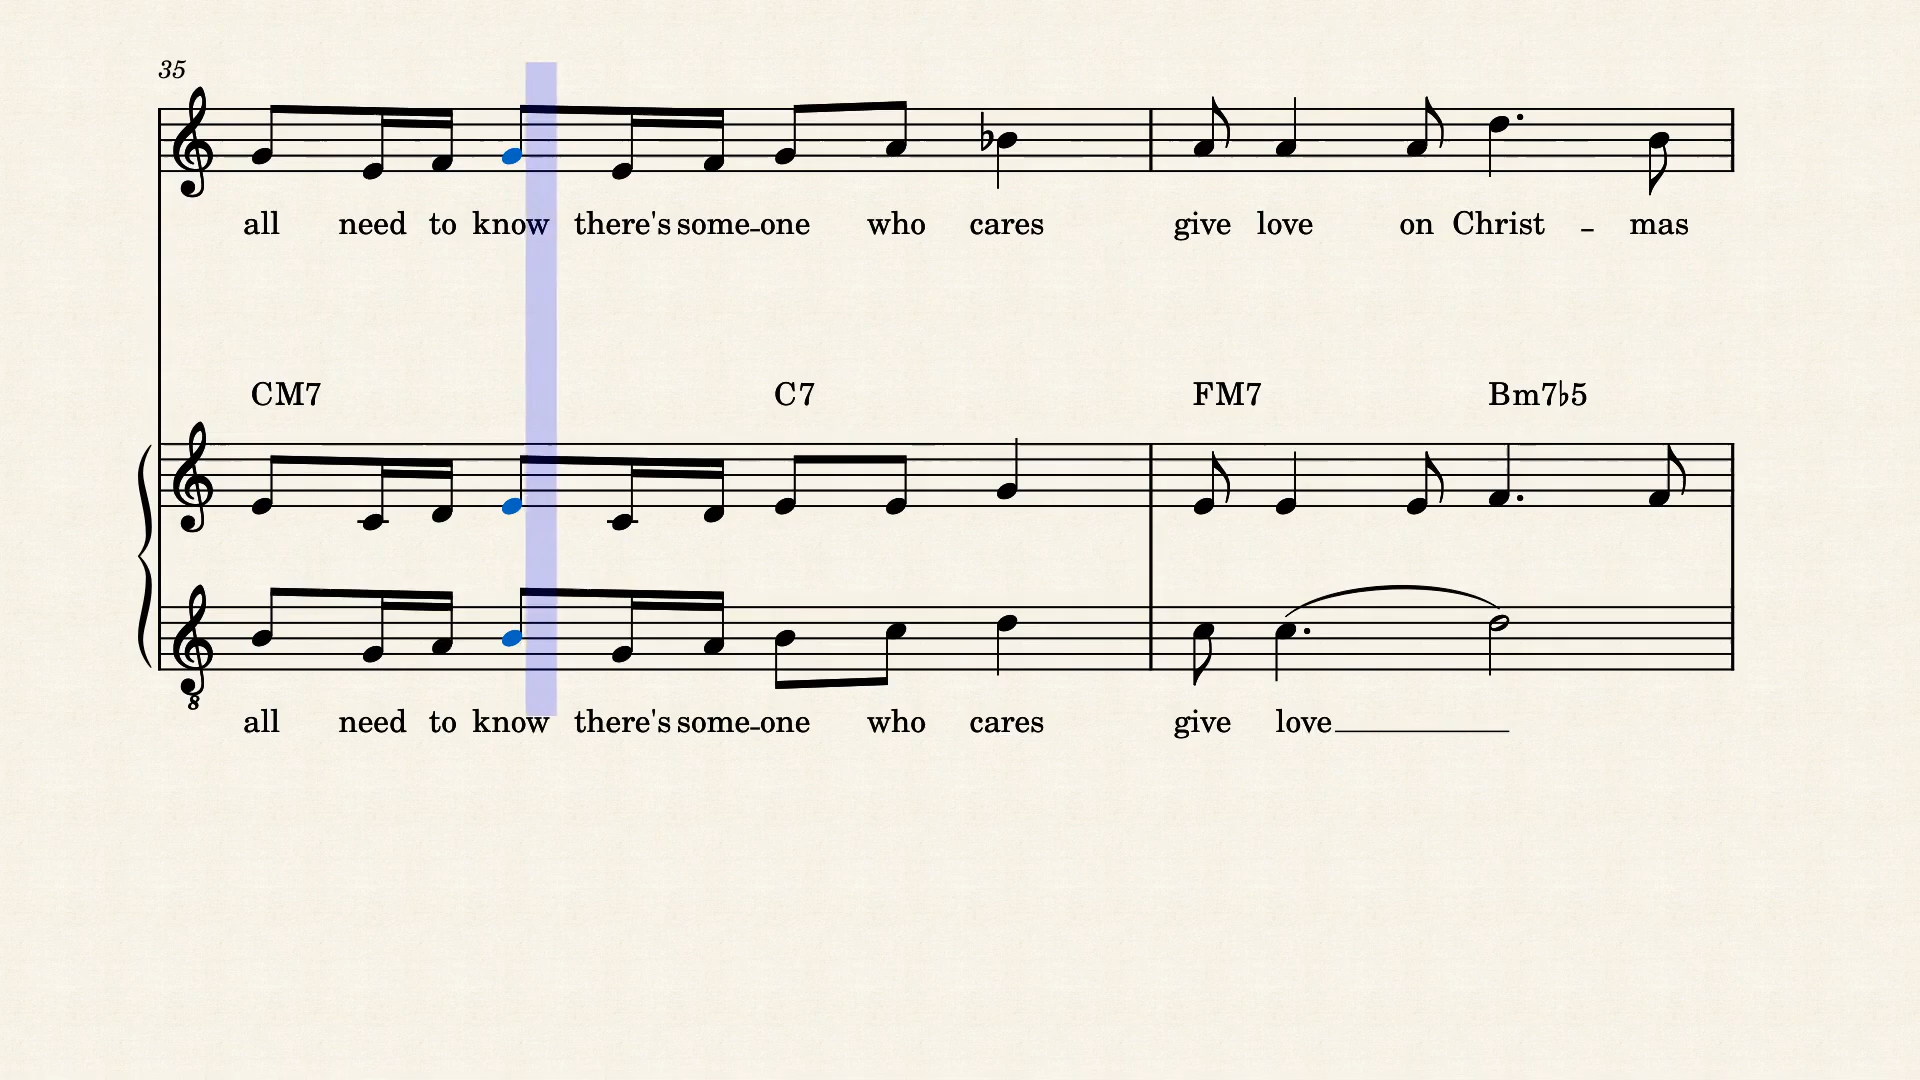 35
all need to know there's some-one who cares give love on Christ - mas
CM7 C7 FM7 Bm7♭5
8
all need to know there's some-one who cares give love